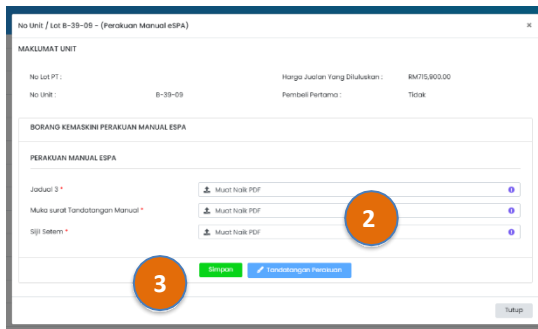 No Unit / Lot B-39-09 - (Perakuan Manual eSPA)
×
MAKLUMAT UNIT
No Lot PT :
Harga Jualan Yang Diluluskan :
RM715,900.00
No Unit :
B-39-09
Pembeli Pertama :
Tidak
BORANG KEMASKINI PERAKUAN MANUAL ESPA
PERAKUAN MANUAL ESPA
Jadual 3 *
Muat Naik PDF
Muka surat Tandatangan Manual *
Muat Naik PDF
2
Sijil Setem *
Muat Naik PDF
3
Simpan
Tandatangan Perakuan
Tutup